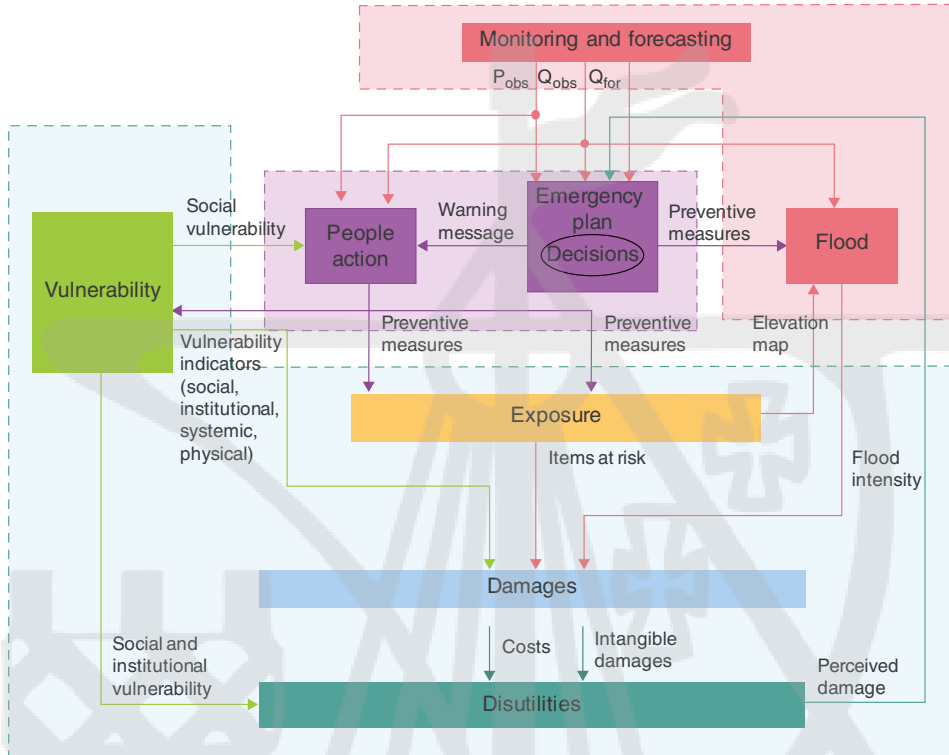 Monitoring and forecasting
Pobs Qobs Qfor
Emergency
plan
Decisions
Social
vulnerability
People
action
Warning
message
Preventive
measures
Flood
Vulnerability
Preventive
measures
Preventive
measures
Elevation
map
Vulnerability
indicators
(social,
institutional,
systemic,
physical)
Exposure
Items at risk
Flood
intensity
Damages
Costs
Intangible
damages
Social and
institutional
vulnerability
Perceived
damage
Disutilities